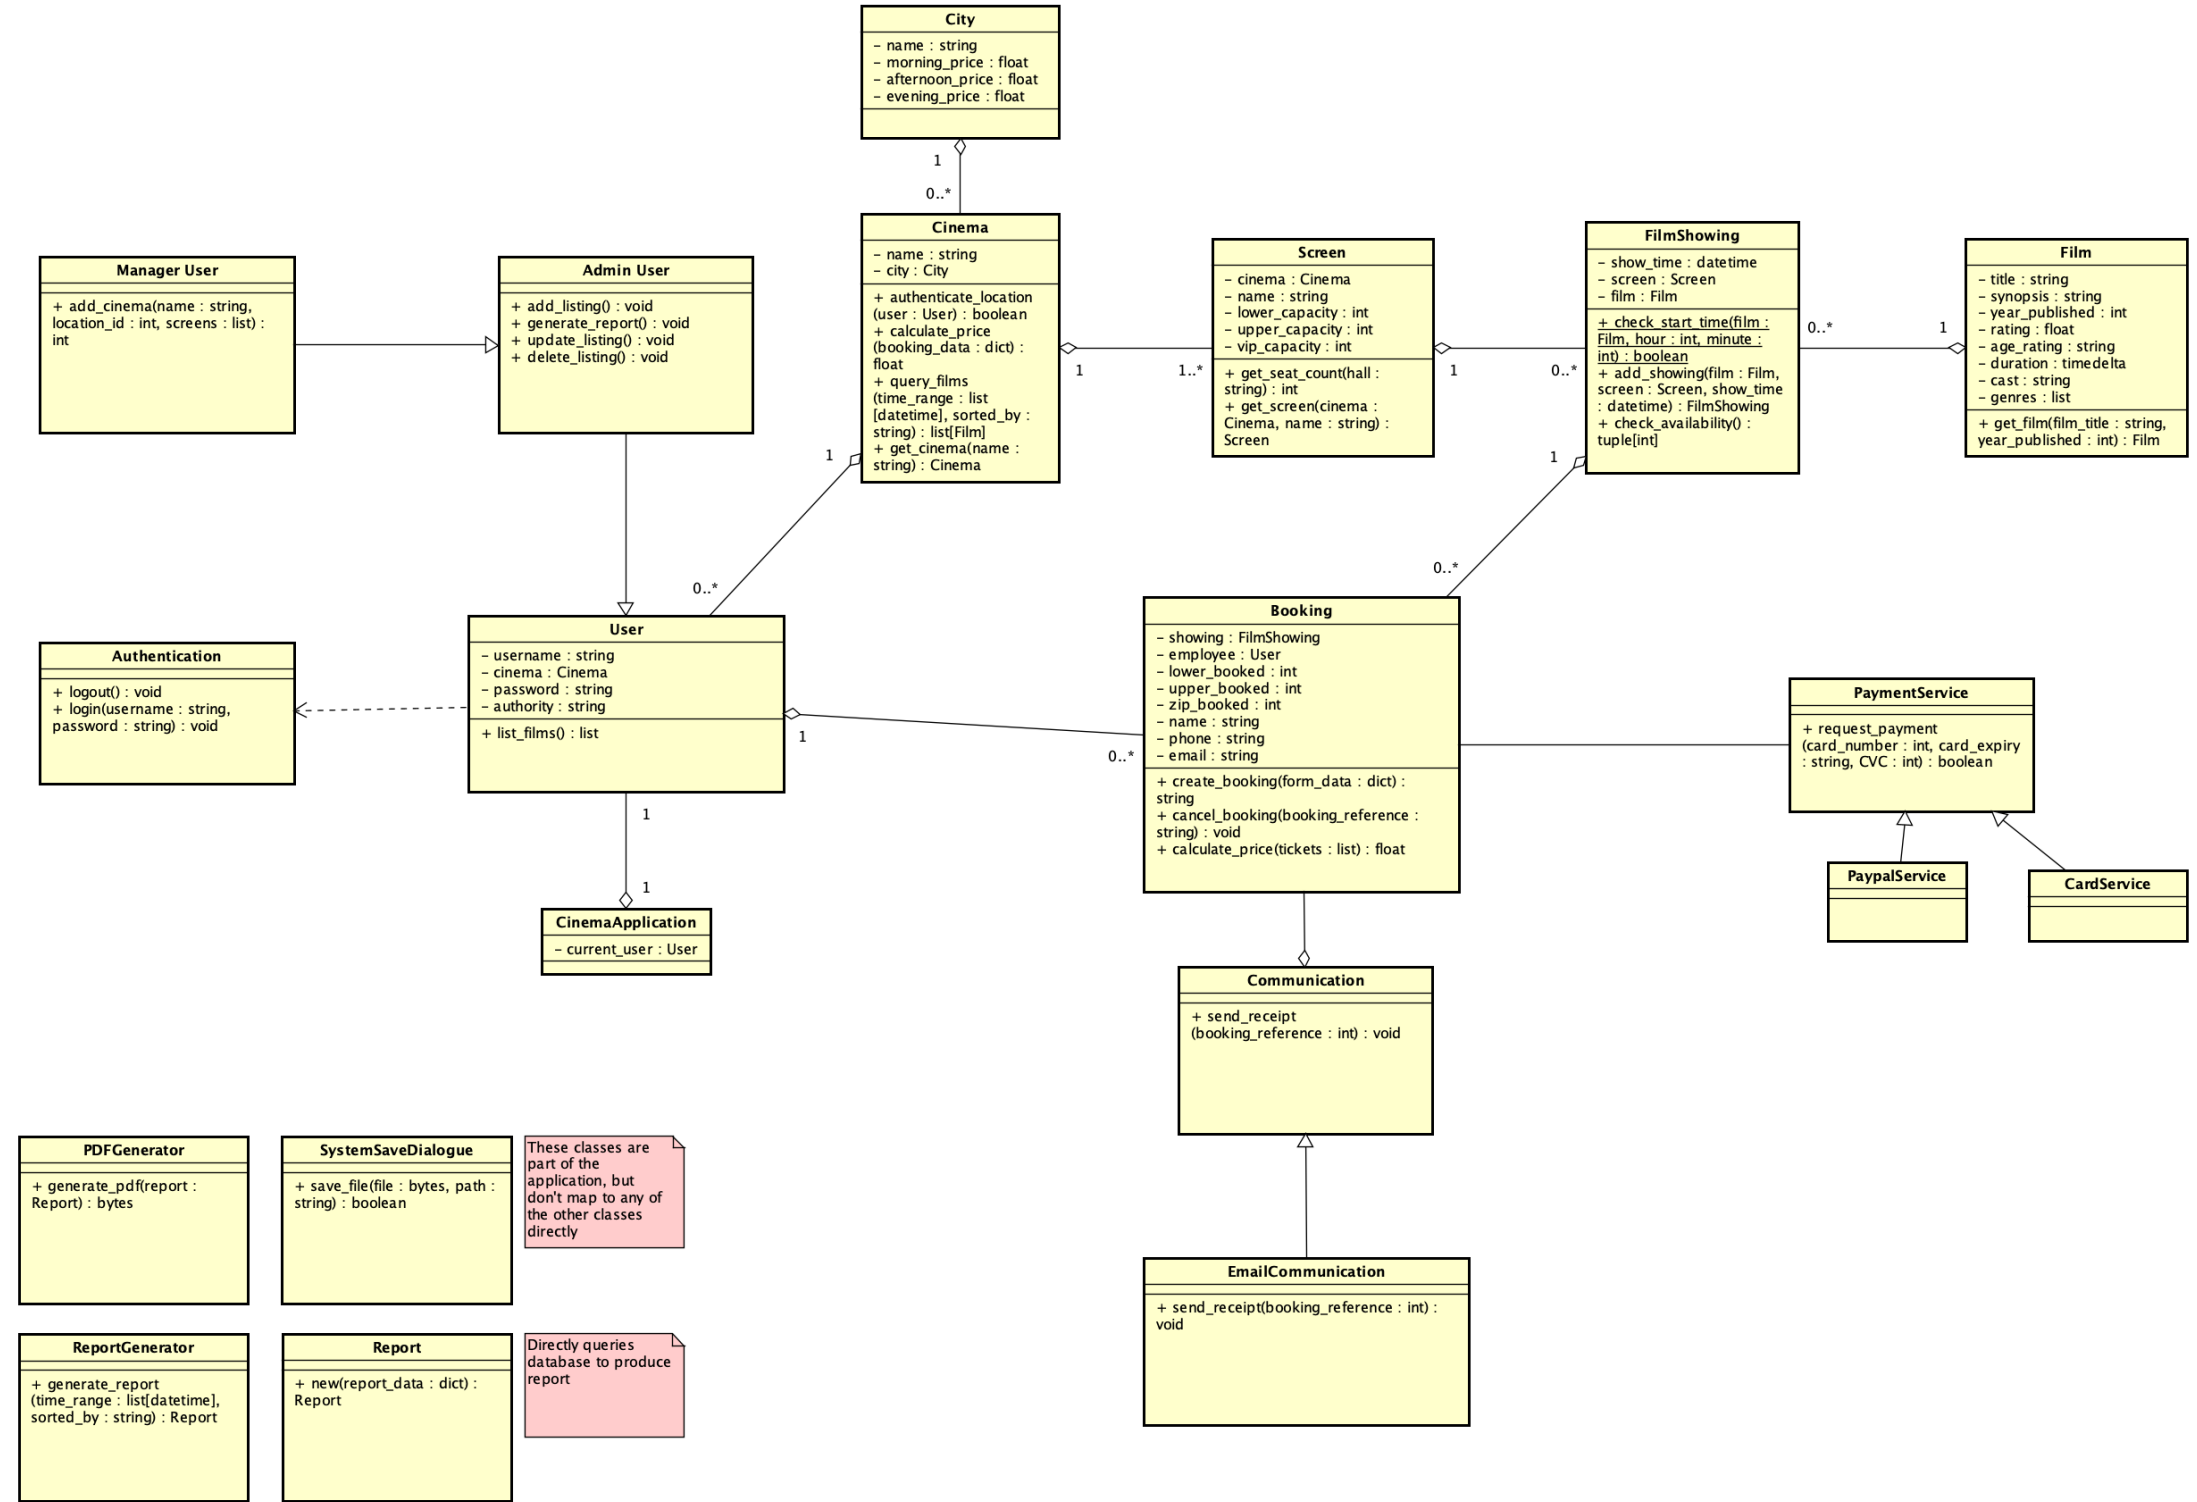 City
– name : string
– morning_price : float
– afternoon_price : float
– evening_price : float
1
0..*
Cinema
– name : string
– city : City
+ authenticate_location
(user : User) : boolean
+ calculate_price
(booking_data : dict) :
float
+ query_films
(time_range : list
[datetime], sorted_by :
string) : list[Film]
+ get_cinema(name :
string) : Cinema
1
1..*
Screen
– cinema : Cinema
– name : string
– lower_capacity : int
– upper_capacity : int
– vip_capacity : int
+ get_seat_count(hall :
string) : int
+ get_screen(cinema :
Cinema, name : string) :
Screen
1
0..*
FilmShowing
– show_time : datetime
– screen : Screen
– film : Film
+ check_start_time(film :
Film, hour : int, minute :
int) : boolean
+ add_showing(film : Film,
screen : Screen, show_time
: datetime) : FilmShowing
+ check_availability() :
tuple[int]
0..*
1
Film
– title : string
– synopsis : string
– year_published : int
– rating : float
– age_rating : string
– duration : timedelta
– cast : string
– genres : list
+ get_film(film_title : string,
year_published : int) : Film
Manager User
+ add_cinema(name : string,
location_id : int, screens : list) :
int
Admin User
+ add_listing() : void
+ generate_report() : void
+ update_listing() : void
+ delete_listing() : void
1
0..*
1
0..*
Authentication
+ logout() : void
+ login(username : string,
password : string) : void
User
– username : string
– cinema : Cinema
– password : string
– authority : string
+ list_films() : list
1
0..*
Booking
– showing : FilmShowing
– employee : User
– lower_booked : int
– upper_booked : int
– zip_booked : int
– name : string
– phone : string
– email : string
+ create_booking(form_data : dict) :
string
+ cancel_booking(booking_reference :
string) : void
+ calculate_price(tickets : list) : float
PaymentService
+ request_payment
(card_number : int, card_expiry
: string, CVC : int) : boolean
PaypalService
CardService
1
1
CinemaApplication
– current_user : User
Communication
+ send_receipt
(booking_reference : int) : void
EmailCommunication
+ send_receipt(booking_reference : int) :
void
PDFGenerator
+ generate_pdf(report :
Report) : bytes
SystemSaveDialogue
+ save_file(file : bytes, path :
string) : boolean
These classes are
part of the
application, but
don't map to any of
the other classes
directly
ReportGenerator
+ generate_report
(time_range : list[datetime],
sorted_by : string) : Report
Report
+ new(report_data : dict) :
Report
Directly queries
database to produce
report